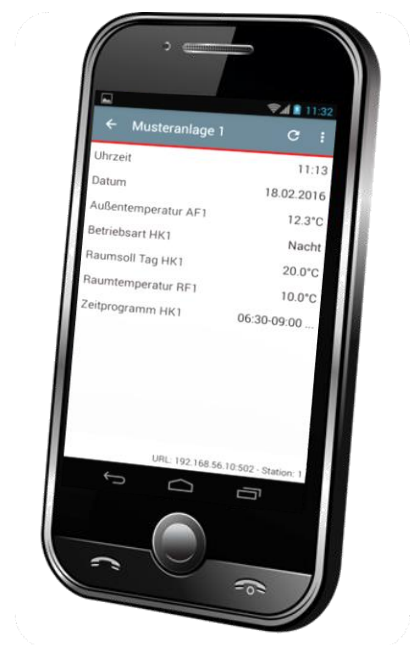 11:32
Musteranlage 1
Uhrzeit 11:13
Datum 18.02.2016
Außentemperatur AF1 12.3°C
Betriebsart HK1 Nacht
Raumsoll Tag HK1 20.0°C
Raumtemperatur RF1 10.0°C
Zeitprogramm HK1 06:30-09:00 ...
URL: 192.168.56.10:502 - Station: 1